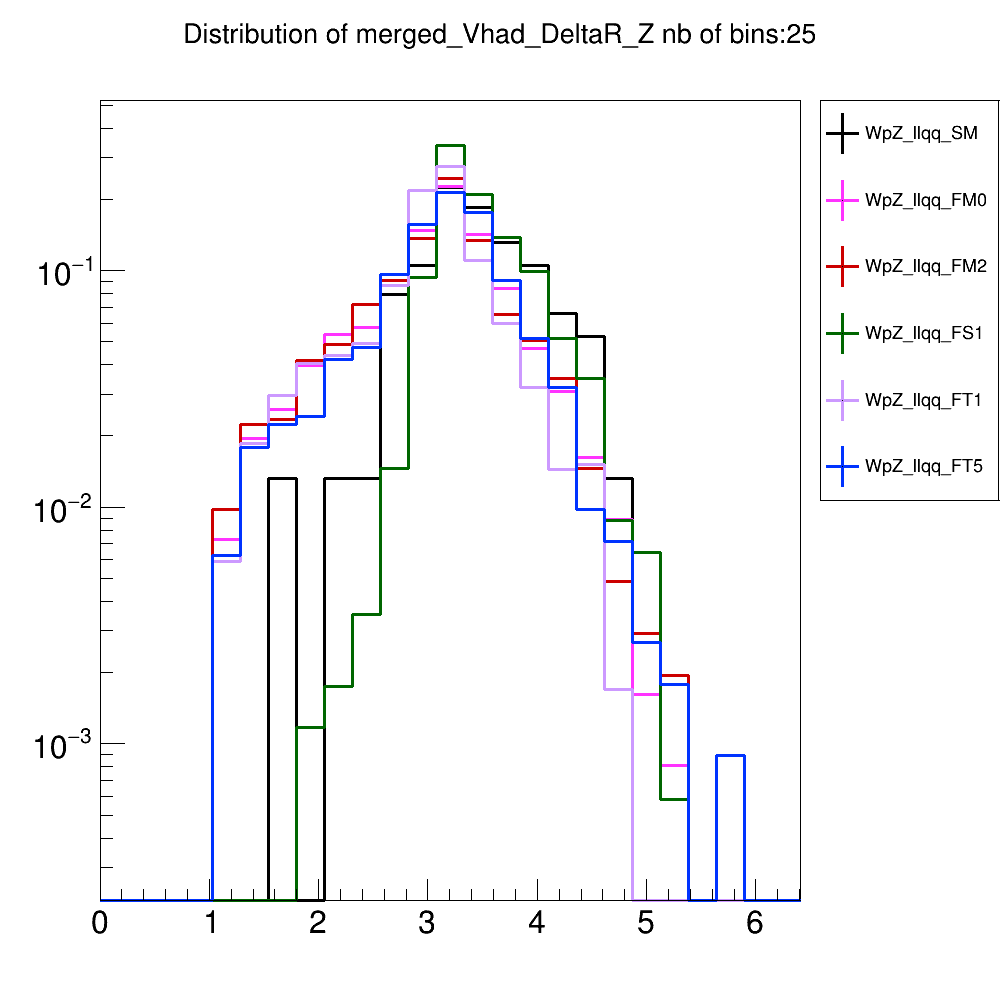 Distribution of merged_Vhad_DeltaR_Z nb of bins:25
WpZ_llqq_SM
WpZ_llqq_FM0
WpZ_llqq_FM2
WpZ_llqq_FS1
WpZ_llqq_FT1
WpZ_llqq_FT5
10⁻¹
10⁻²
10⁻³
0 1 2 3 4 5 6